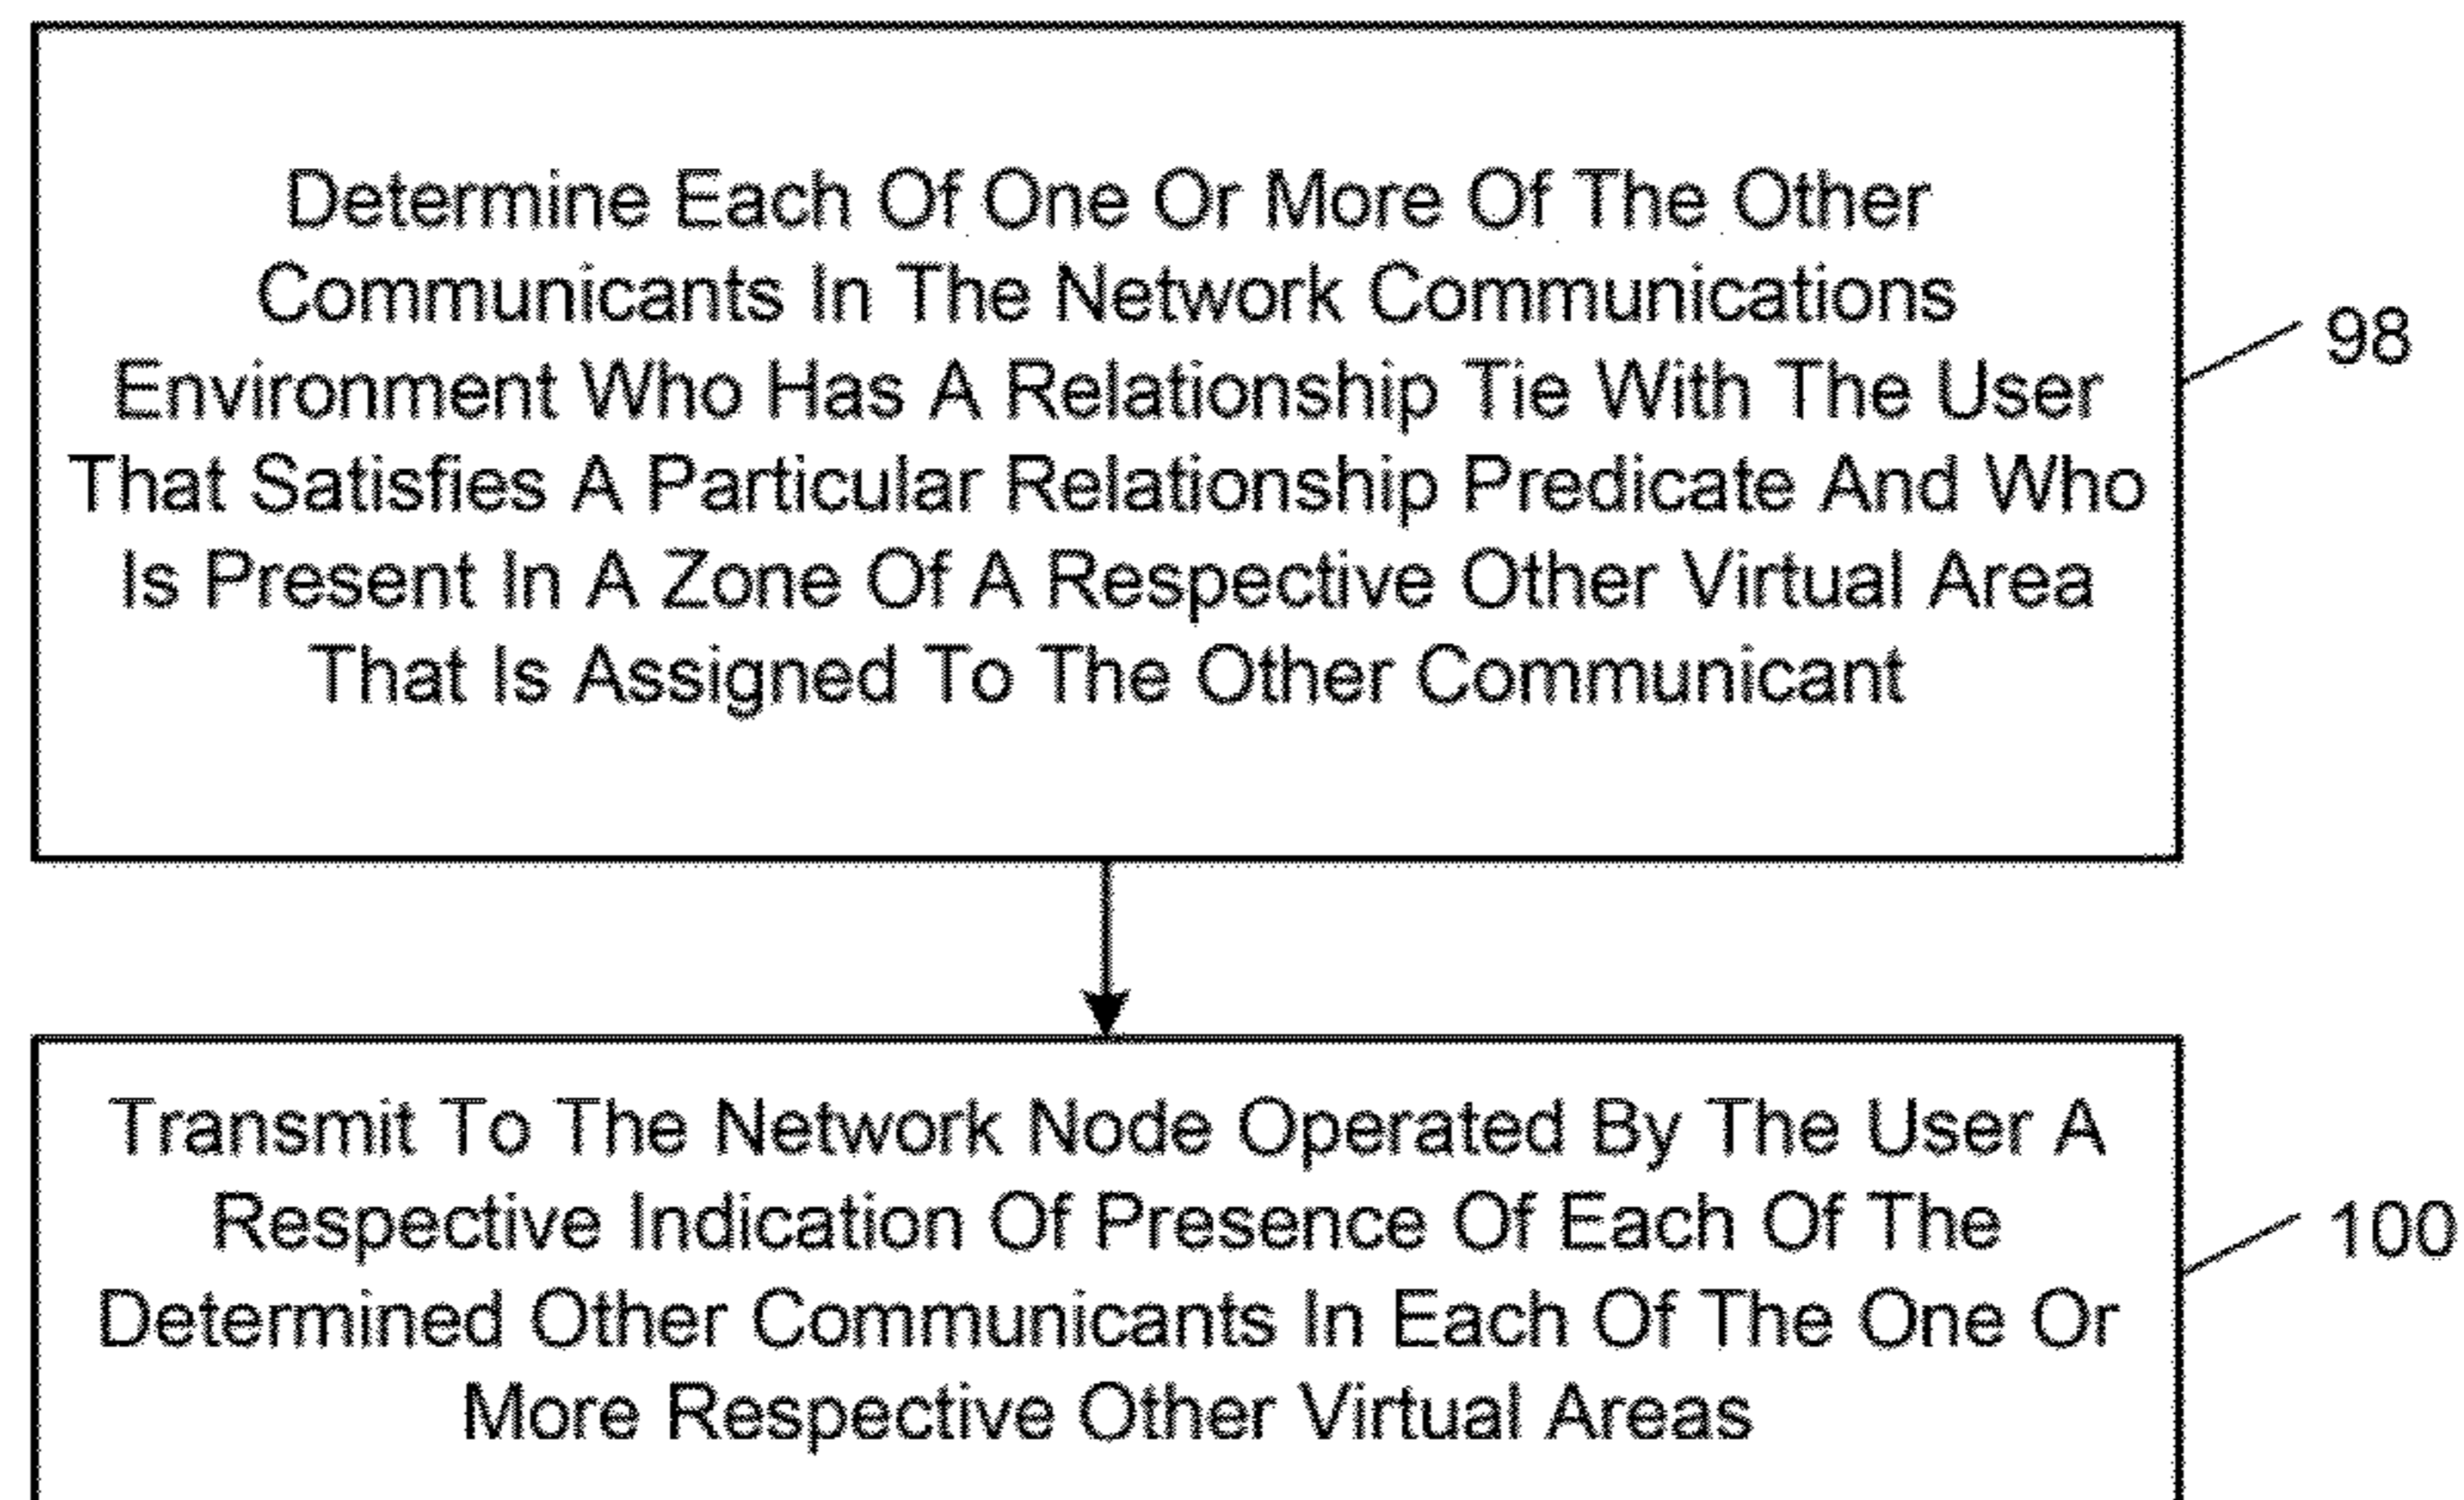 Determine Each Of One Or More Of The Other
Communicants In The Network Communications
Environment Who Has A Relationship Tie With The User
That Satisfies A Particular Relationship Predicate And Who
Is Present In A Zone Of A Respective Other Virtual Area
That Is Assigned To The Other Communicant
98
Transmit To The Network Node Operated By The User A
Respective Indication Of Presence Of Each Of The
Determined Other Communicants In Each Of The One Or
More Respective Other Virtual Areas
100